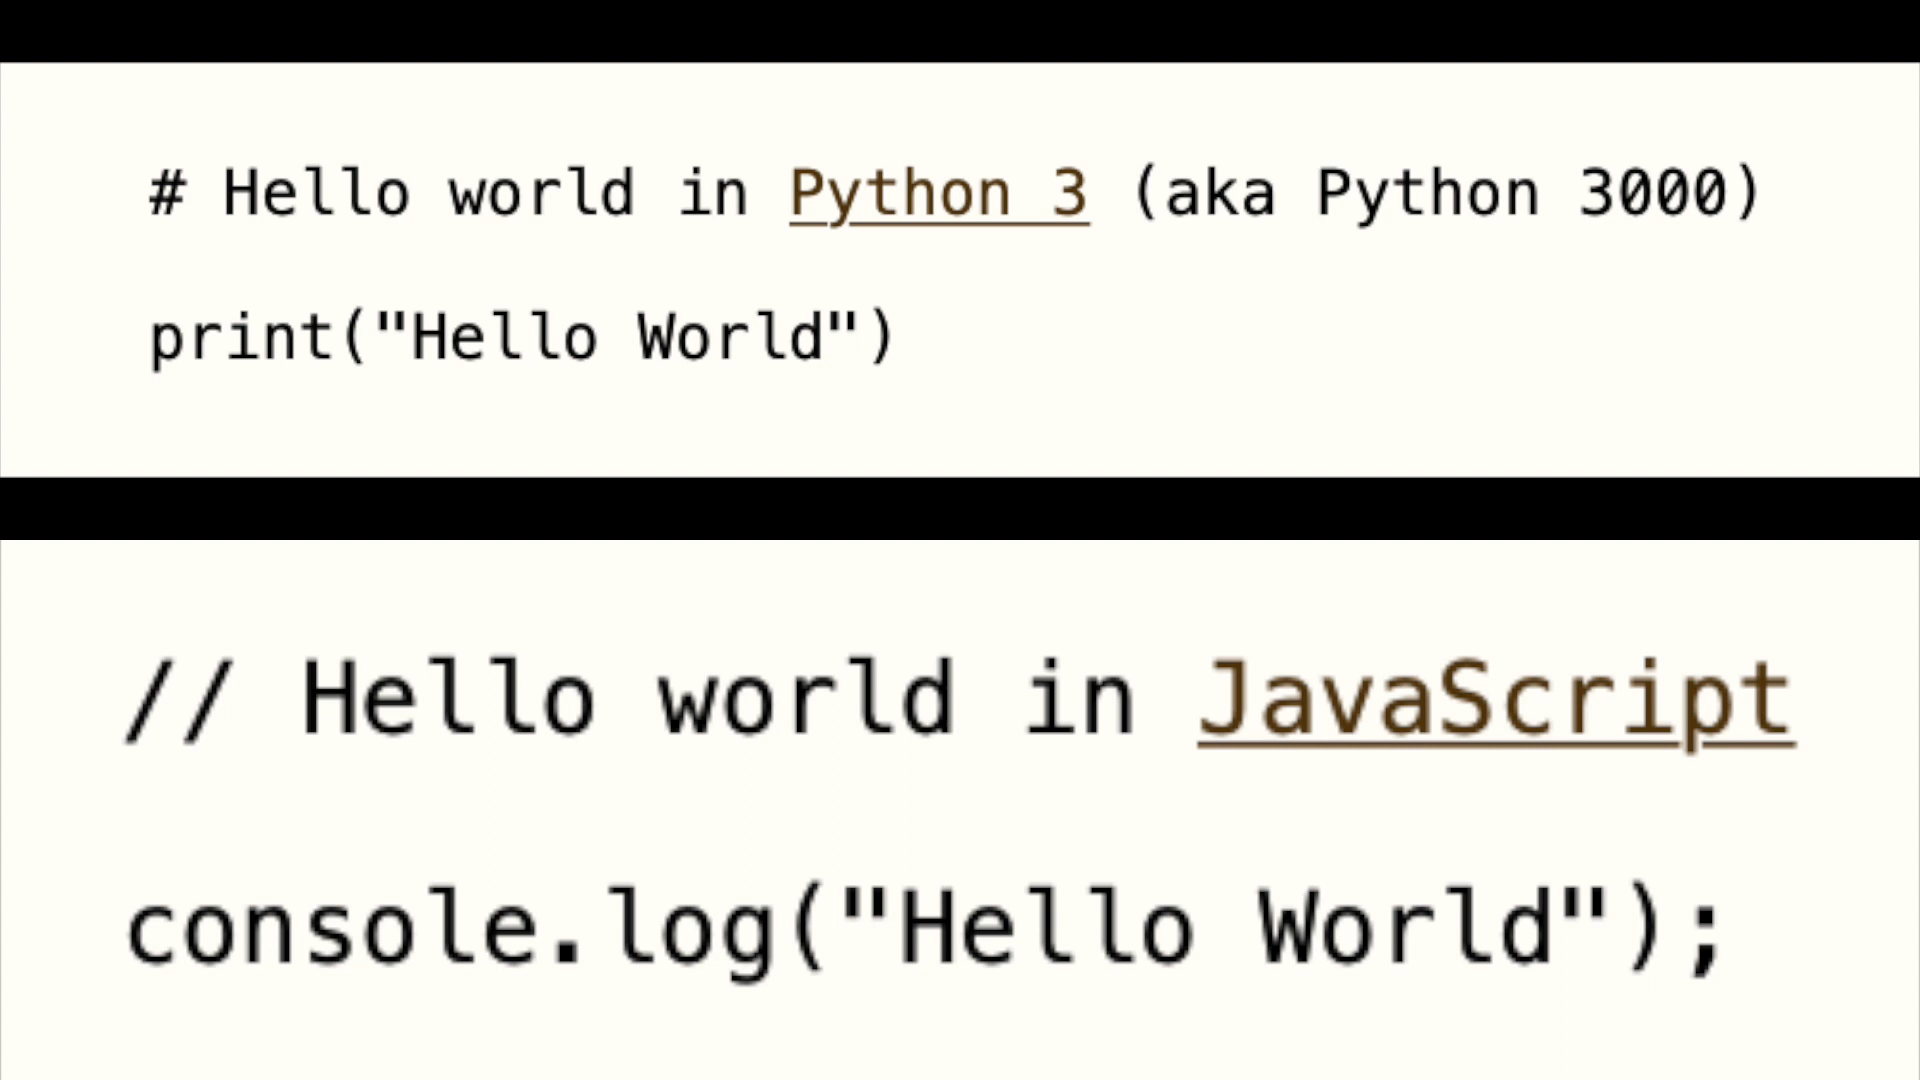 # Hello world in Python 3 (aka Python 3000)
print("Hello World")
// Hello world in JavaScript
console.log("Hello World");